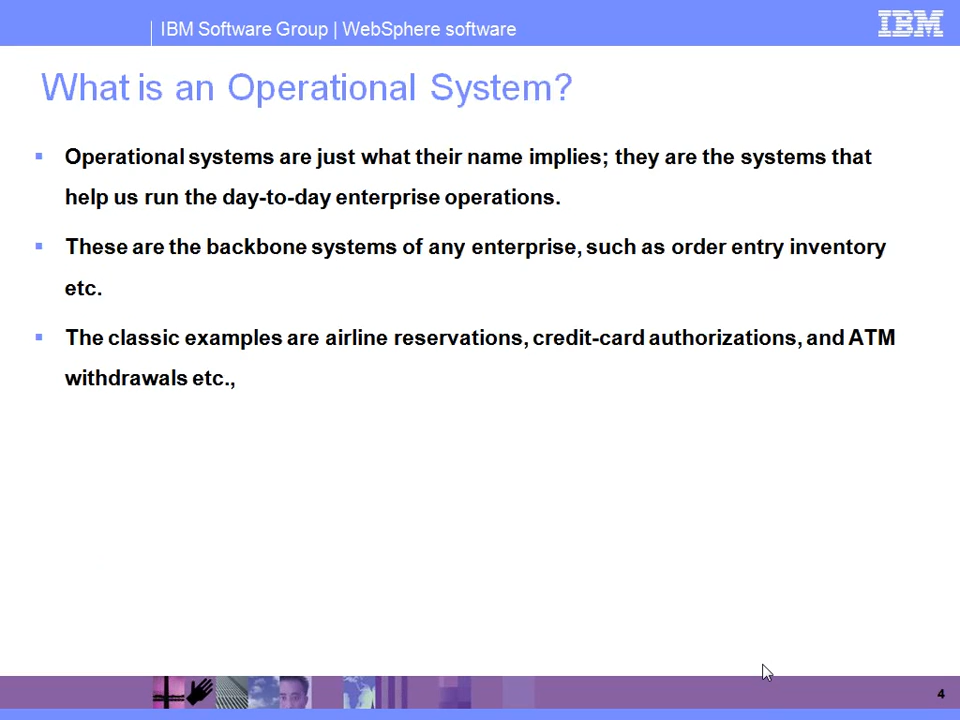 IBM Software Group | WebSphere software
IBM
What is an Operational System?
Operational systems are just what their name implies; they are the systems that
help us run the day-to-day enterprise operations.
These are the backbone systems of any enterprise, such as order entry inventory
etc.
The classic examples are airline reservations, credit-card authorizations, and ATM
withdrawals etc.,
4